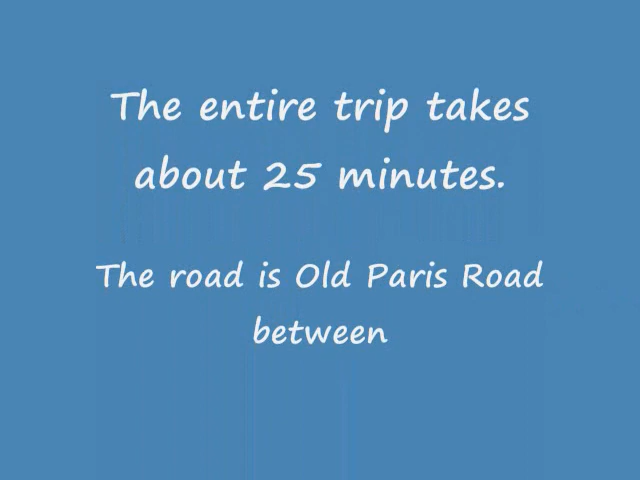 The entire trip takes
about 25 minutes.
The road is Old Paris Road
between